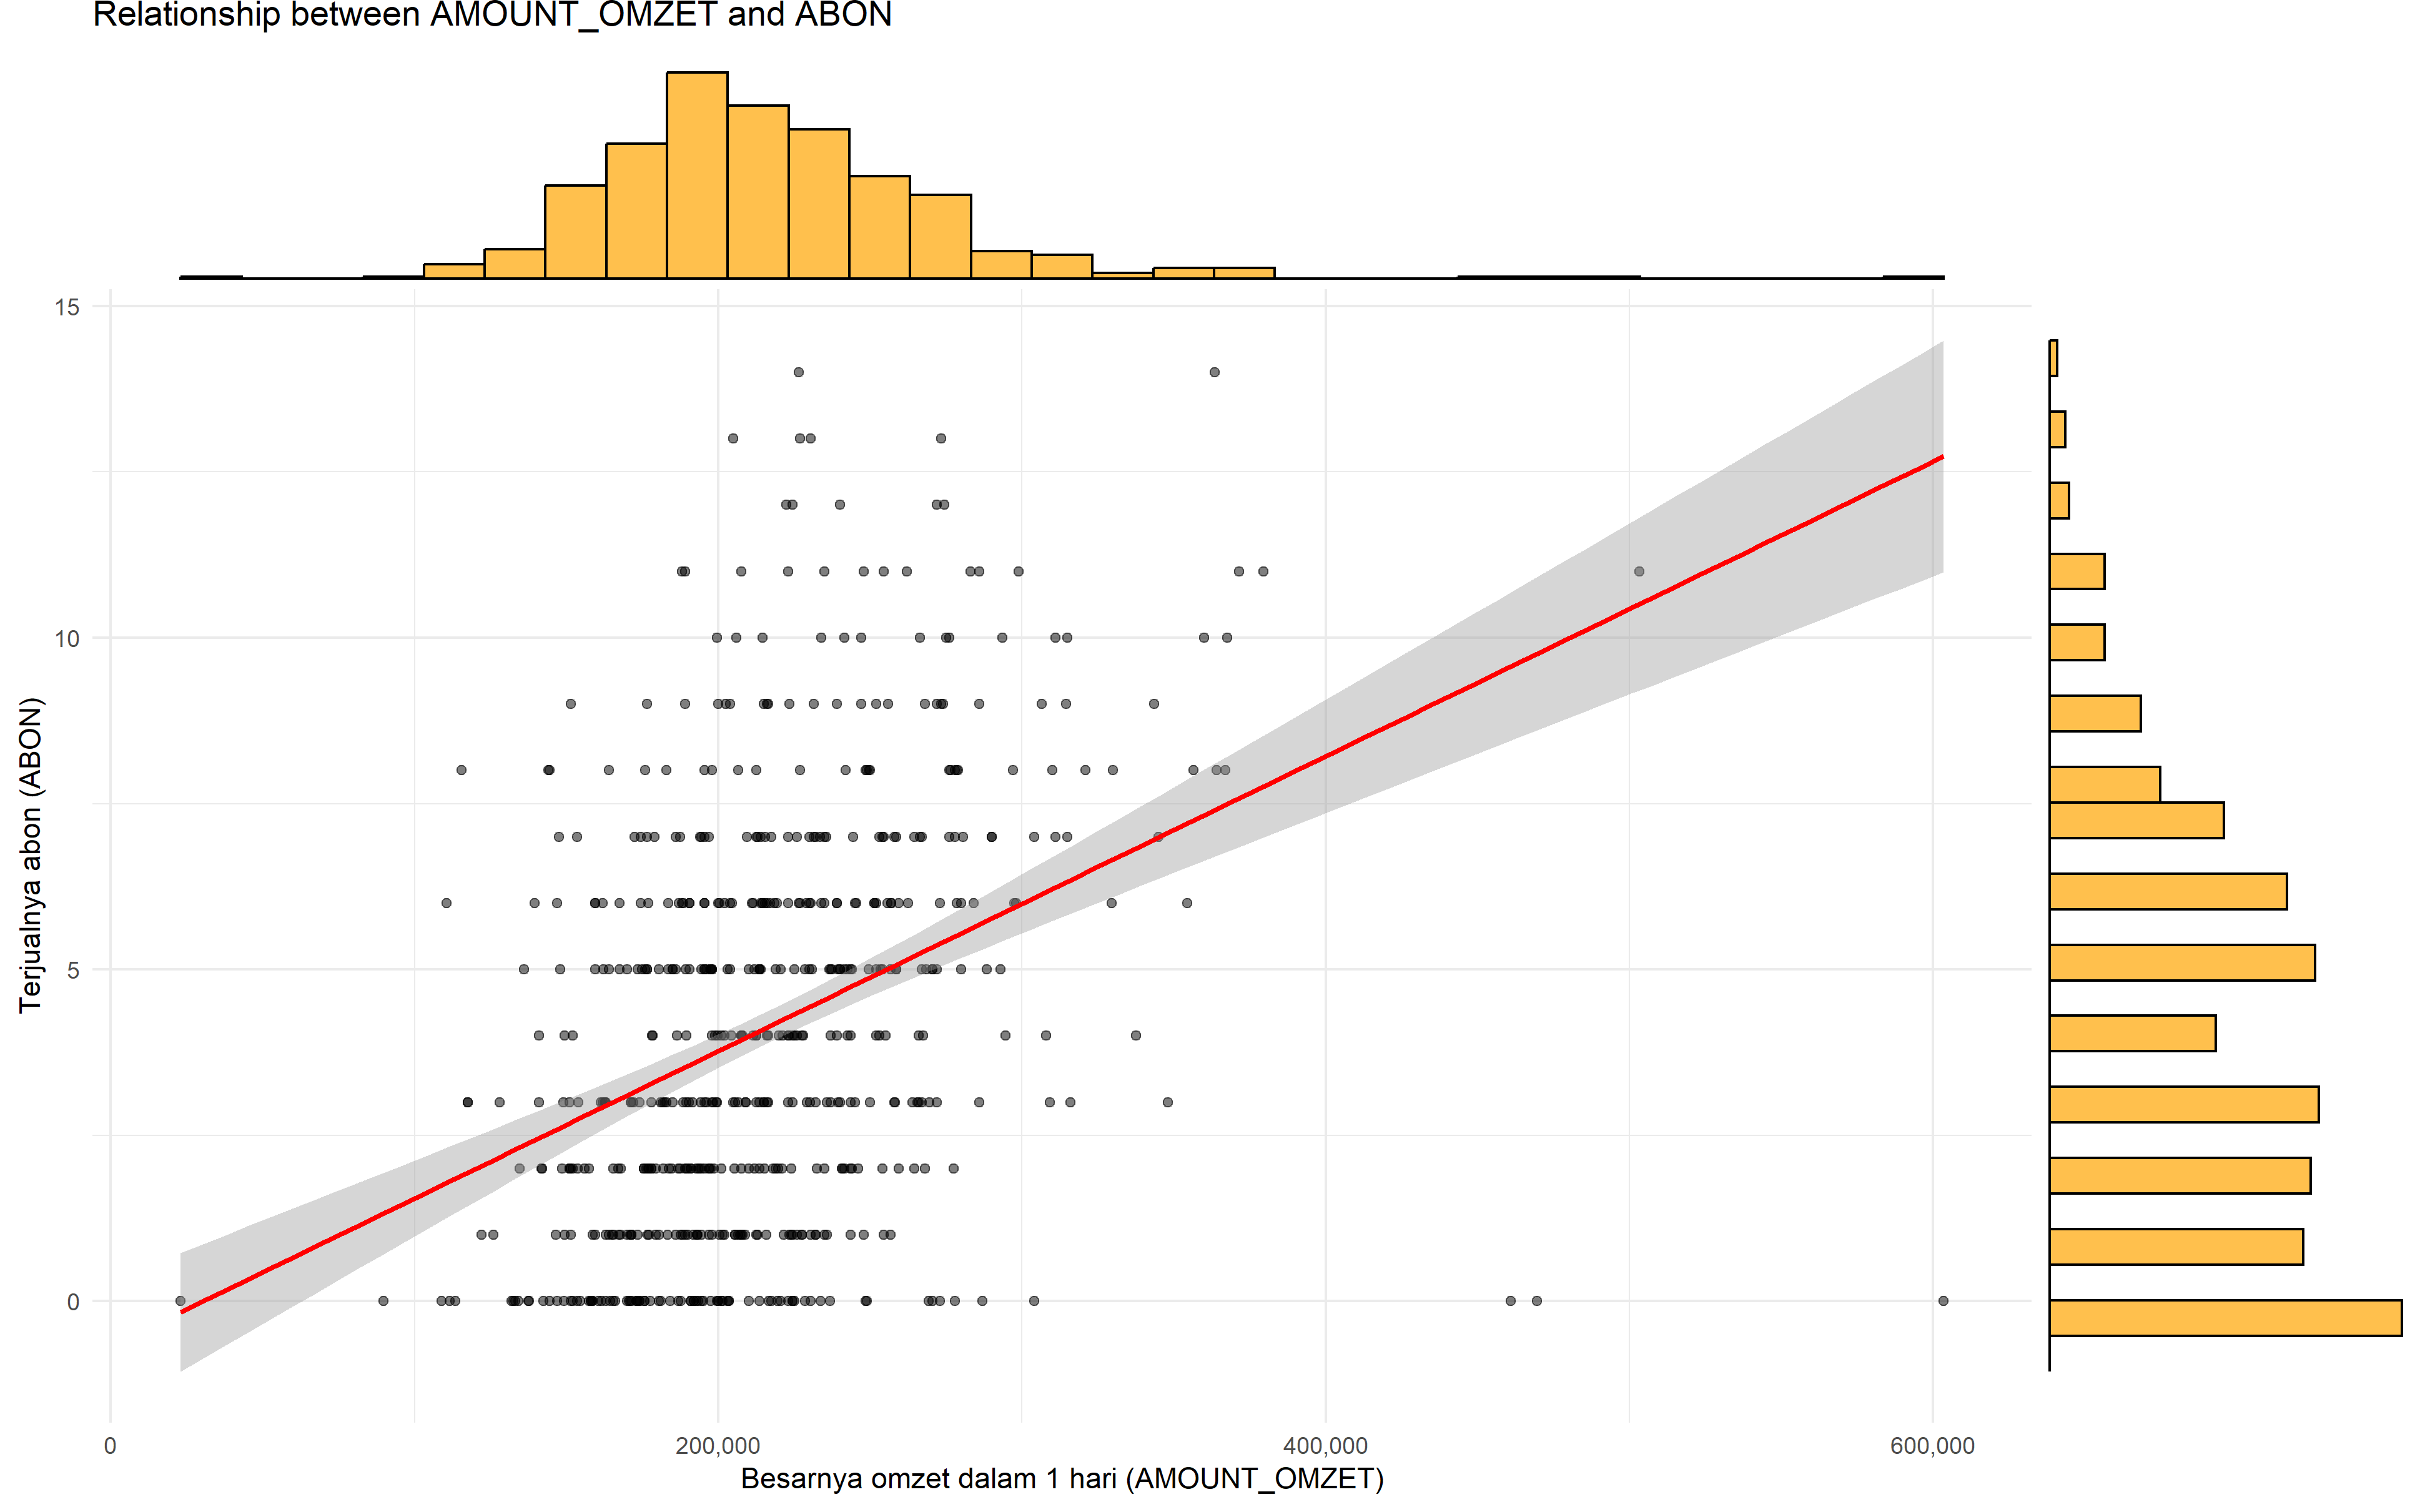 Relationship between AMOUNT_OMZET and ABON
15
10
5
0
Terjualnya abon (ABON)
0
200,000
400,000
600,000
Besarnya omzet dalam 1 hari (AMOUNT_OMZET)